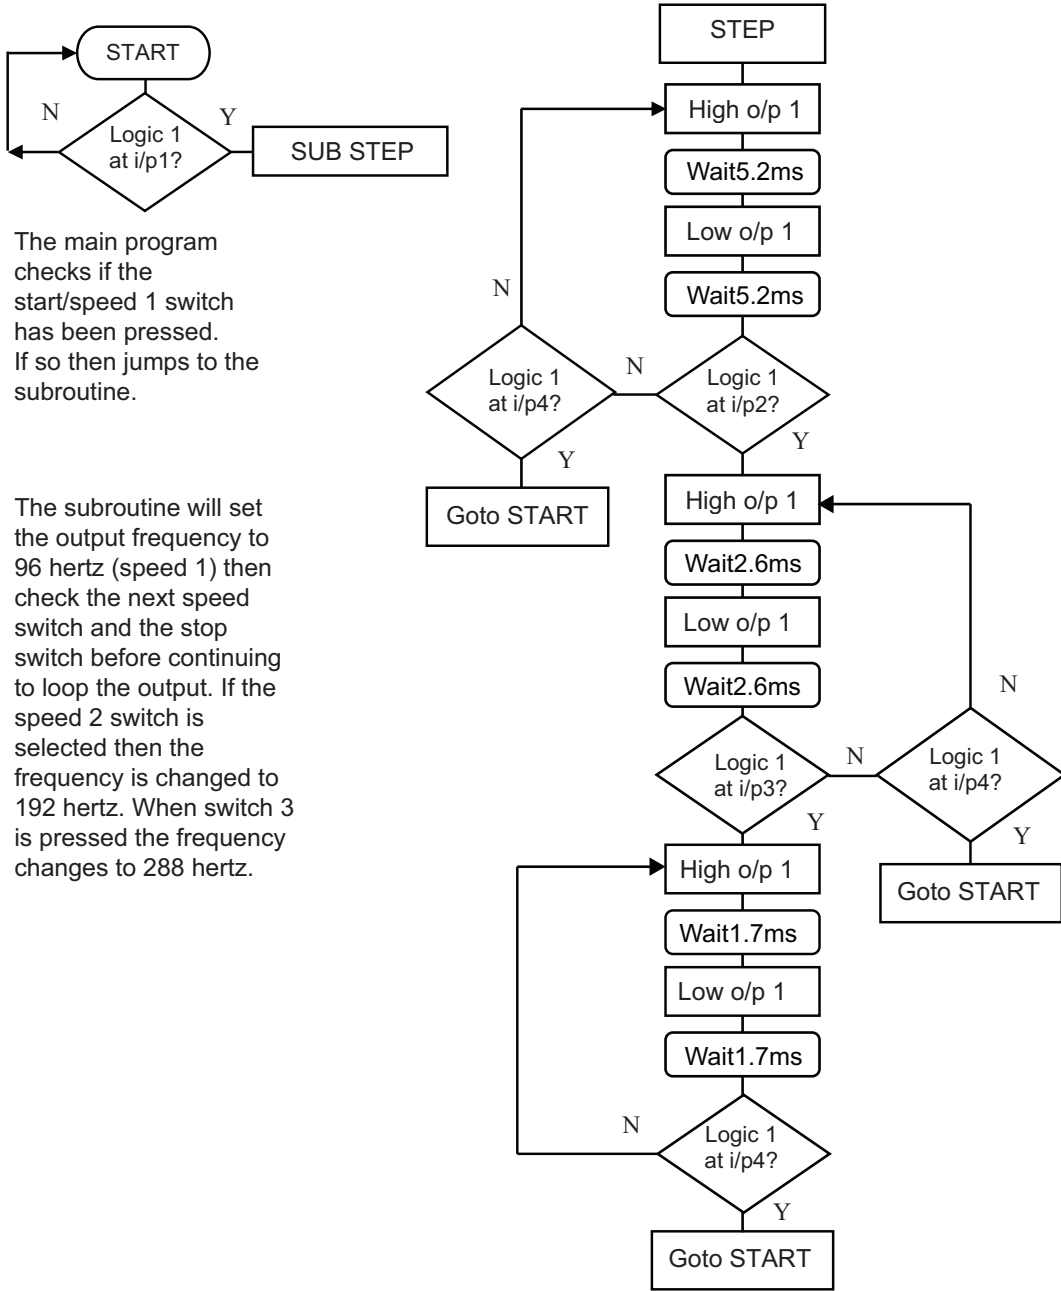 START
N
Y
Logic 1
at i/p1?
SUB STEP
The main program
checks if the
start/speed 1 switch
has been pressed.
If so then jumps to the
subroutine.
The subroutine will set
the output frequency to
96 hertz (speed 1) then
check the next speed
switch and the stop
switch before continuing
to loop the output. If the
speed 2 switch is
selected then the
frequency is changed to
192 hertz. When switch 3
is pressed the frequency
changes to 288 hertz.
STEP
High o/p 1
Wait5.2ms
Low o/p 1
Wait5.2ms
N
Logic 1
at i/p4?
N
Logic 1
at i/p2?
Y
Y
Goto START
High o/p 1
Wait2.6ms
Low o/p 1
Wait2.6ms
N
Logic 1
at i/p3?
N
Logic 1
at i/p4?
Y
Y
High o/p 1
Goto START
Wait1.7ms
Low o/p 1
Wait1.7ms
N
Logic 1
at i/p4?
Y
Goto START